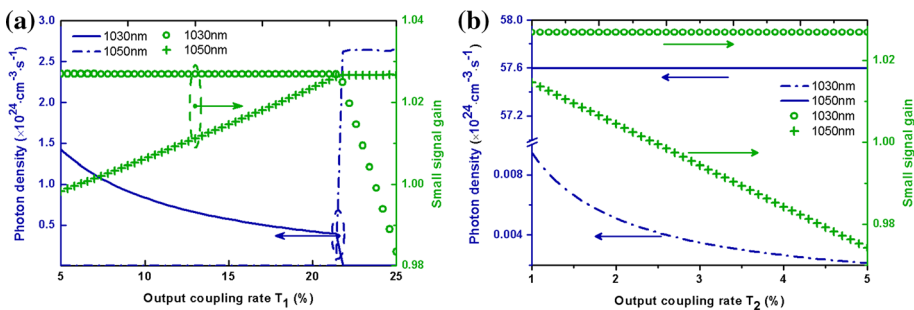 (a)
3.0
2.5
2.0
1.5
1.0
0.5
Photon density (×10^24·cm^-3·s^-1)
1030nm
1050nm
1030nm
1050nm
1.04
1.02
1.00
0.98
Small signal gain
5
10
15
20
25
Output coupling rate T1 (%)
(b)
58.0
57.6
57.2
0.008
0.004
Photon density (×10^24·cm^-3·s^-1)
1030nm
1050nm
1030nm
1050nm
1.02
1.00
0.98
Small signal gain
1
2
3
4
5
Output coupling rate T2 (%)